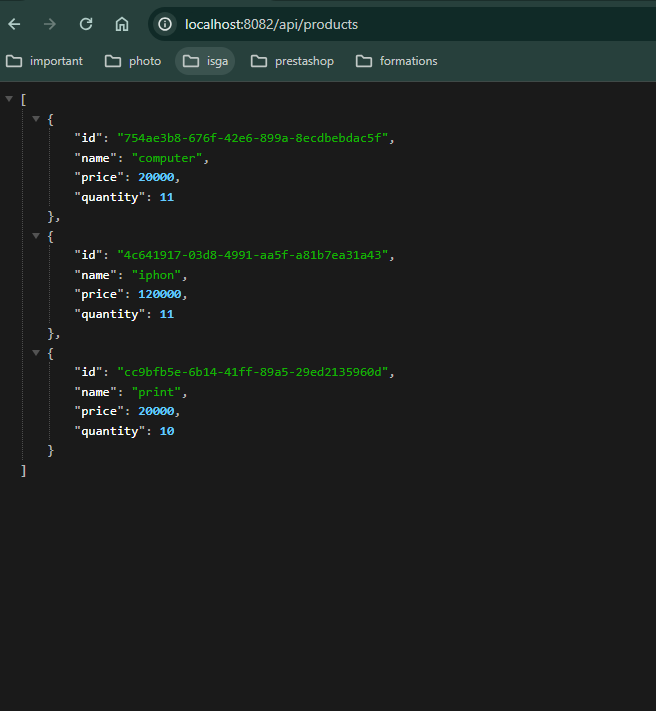 localhost:8082/api/products
important photo isga prestashop formations
[
{
"id": "754ae3b8-676f-42e6-899a-8ecdbebdac5f",
"name": "computer",
"price": 20000,
"quantity": 11
},
{
"id": "4c641917-03d8-4991-aa5f-a81b7ea31a43",
"name": "iphon",
"price": 120000,
"quantity": 11
},
{
"id": "cc9bfb5e-6b14-41ff-89a5-29ed2135960d",
"name": "print",
"price": 20000,
"quantity": 10
}
]